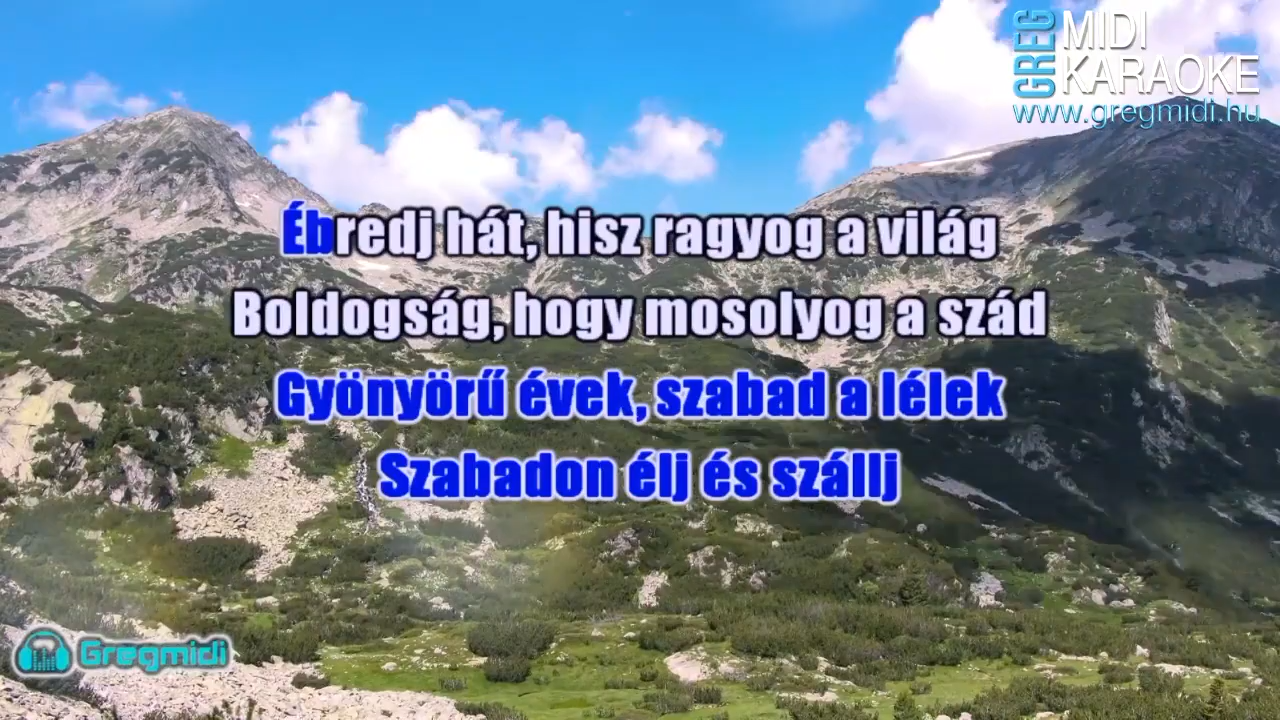 GREG
MIDI
KARAOKE
www.gregmidi.hu
Ébredj hát, hisz ragyog a világ
Boldogság, hogy mosolyog a szád
Gyönyörű évek, szabad a lélek
Szabadon élj és szállj
Gregmidi